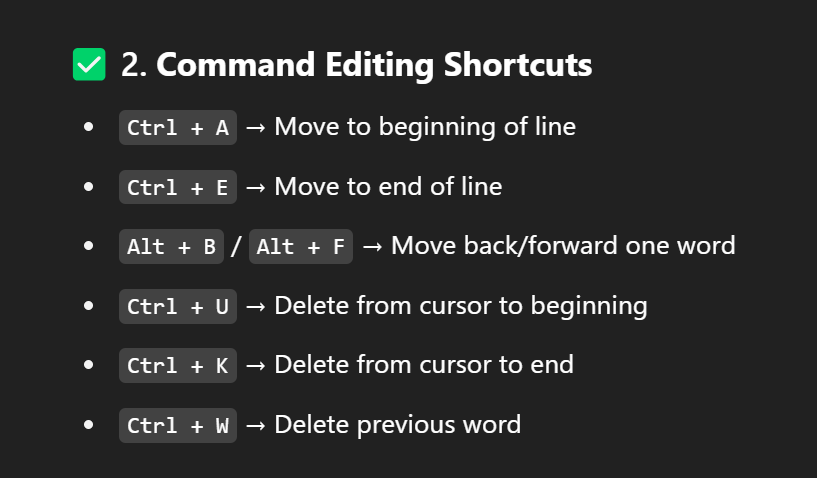 ✅ 2. Command Editing Shortcuts
• Ctrl + A → Move to beginning of line
• Ctrl + E → Move to end of line
• Alt + B / Alt + F → Move back/forward one word
• Ctrl + U → Delete from cursor to beginning
• Ctrl + K → Delete from cursor to end
• Ctrl + W → Delete previous word